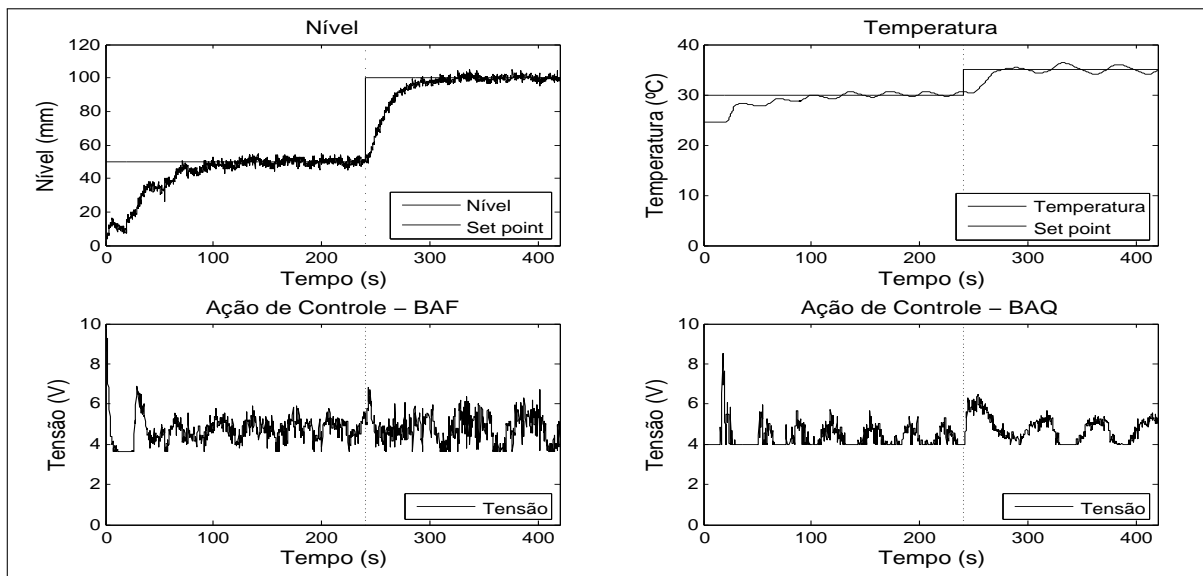 Nível
120
100
80
60
40
20
0
Nível (mm)
Nível
Set point
0 100 200 300 400
Tempo (s)
Temperatura
40
30
20
10
0
Temperatura (ºC)
Temperatura
Set point
0 100 200 300 400
Tempo (s)
Ação de Controle – BAF
10
8
6
4
2
0
Tensão (V)
Tensão
0 100 200 300 400
Tempo (s)
Ação de Controle – BAQ
10
8
6
4
2
0
Tensão (V)
Tensão
0 100 200 300 400
Tempo (s)